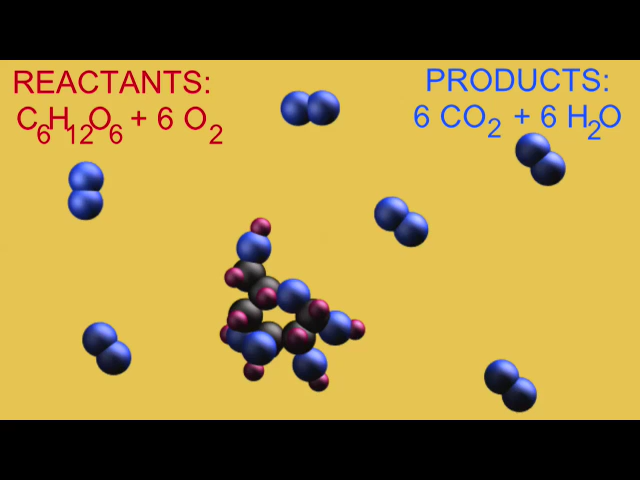 REACTANTS:
C6H12O6 + 6 O2
PRODUCTS:
6 CO2 + 6 H2O